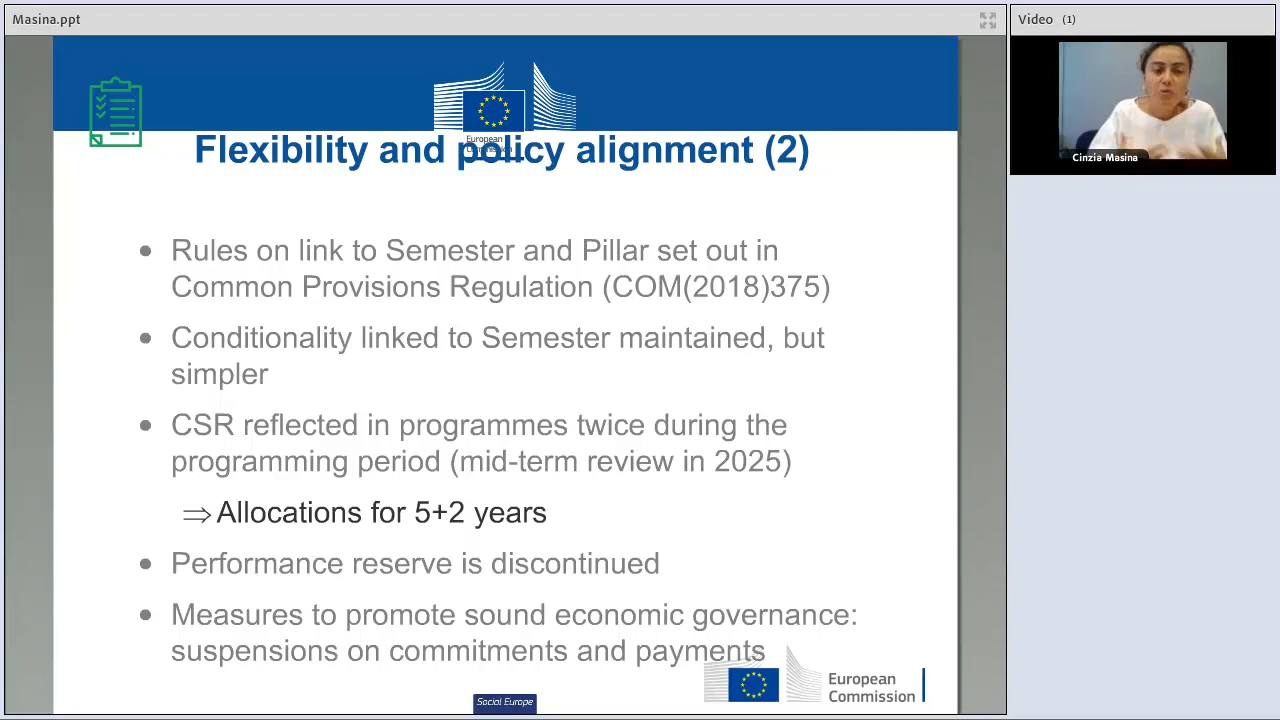 Masina.ppt
Video (1)
Cinzia Masina
European
Commission
Flexibility and policy alignment (2)
• Rules on link to Semester and Pillar set out in
Common Provisions Regulation (COM(2018)375)
• Conditionality linked to Semester maintained, but
simpler
• CSR reflected in programmes twice during the
programming period (mid-term review in 2025)
⇒ Allocations for 5+2 years
• Performance reserve is discontinued
• Measures to promote sound economic governance:
suspensions on commitments and payments
European
Commission
Social Europe